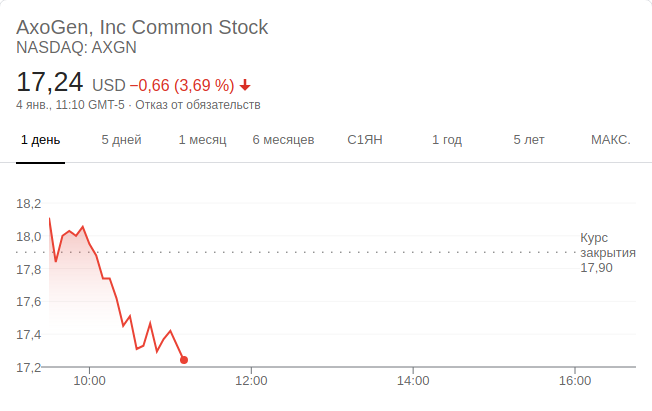 AxoGen, Inc Common Stock
NASDAQ: AXGN
17,24 USD −0,66 (3,69 %)
4 янв., 11:10 GMT-5 · Отказ от обязательств
1 день 5 дней 1 месяц 6 месяцев С1ЯН 1 год 5 лет МАКС.
18,2
18,0
17,8
17,6
17,4
17,2
Курс
закрытия
17,90
10:00 12:00 14:00 16:00